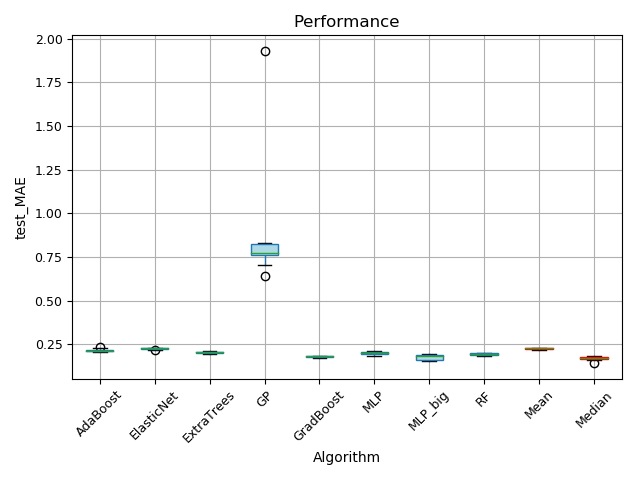 Performance
2.00
1.75
1.50
1.25
1.00
0.75
0.50
0.25
test_MAE
AdaBoost
ElasticNet
ExtraTrees
GP
GradBoost
MLP
MLP_big
RF
Mean
Median
Algorithm